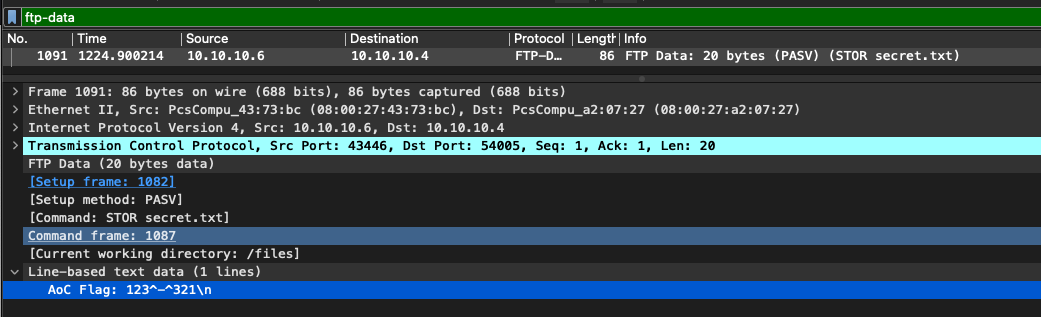 ftp-data
No. Time Source Destination Protocol Lengtl Info
1091 1224.900214 10.10.10.6 10.10.10.4 FTP-D… 86 FTP Data: 20 bytes (PASV) (STOR secret.txt)
Frame 1091: 86 bytes on wire (688 bits), 86 bytes captured (688 bits)
Ethernet II, Src: PcsCompu_43:73:bc (08:00:27:43:73:bc), Dst: PcsCompu_a2:07:27 (08:00:27:a2:07:27)
Internet Protocol Version 4, Src: 10.10.10.6, Dst: 10.10.10.4
Transmission Control Protocol, Src Port: 43446, Dst Port: 54005, Seq: 1, Ack: 1, Len: 20
FTP Data (20 bytes data)
[Setup frame: 1082]
[Setup method: PASV]
[Command: STOR secret.txt]
Command frame: 1087
[Current working directory: /files]
Line-based text data (1 lines)
AoC Flag: 123^-^321\n